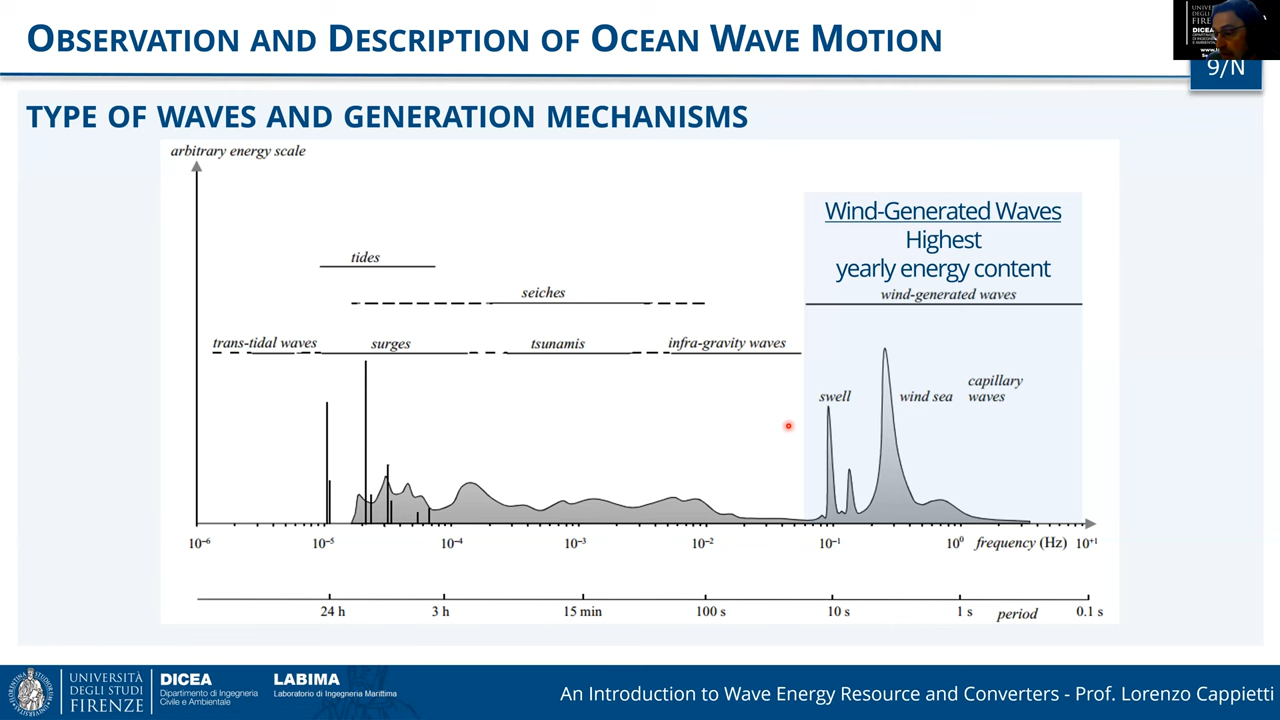 OBSERVATION AND DESCRIPTION OF OCEAN WAVE MOTION
9/N
TYPE OF WAVES AND GENERATION MECHANISMS
arbitrary energy scale
Wind-Generated Waves
Highest
yearly energy content
tides
seiches
wind-generated waves
trans-tidal waves
surges
tsunamis
infra-gravity waves
swell
wind sea
capillary
waves
10⁻⁶ 10⁻⁵ 10⁻⁴ 10⁻³ 10⁻² 10⁻¹ 10⁰ frequency (Hz) 10⁺¹
24 h 3 h 15 min 100 s 10 s 1 s period 0.1 s
UNIVERSITÀ
DEGLI STUDI
FIRENZE
DICEA
Dipartimento di Ingegneria
Civile e Ambientale
LABIMA
Laboratorio di Ingegneria Marittima
An Introduction to Wave Energy Resource and Converters - Prof. Lorenzo Cappietti